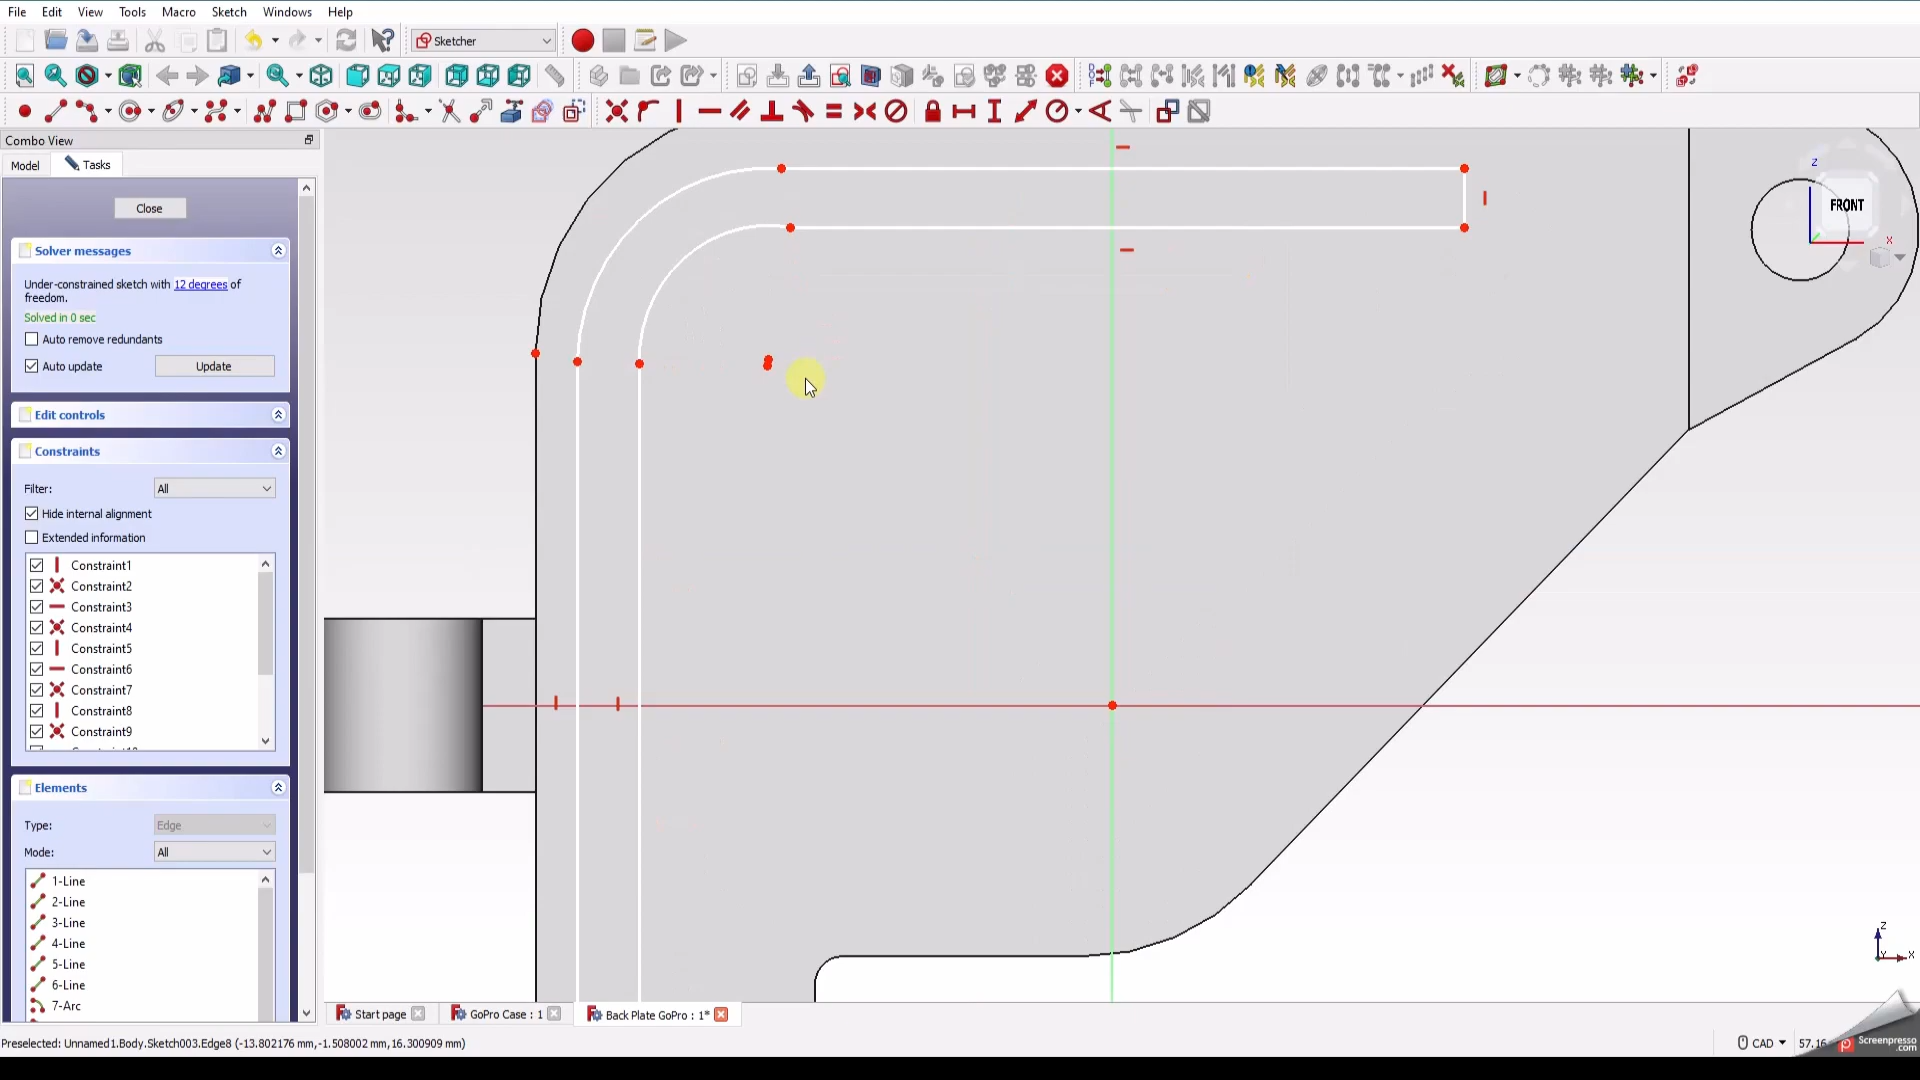 File Edit View Tools Macro Sketch Windows Help
Sketcher
Combo View
Model Tasks
Close
Solver messages
Under-constrained sketch with 12 degrees of
freedom.
Solved in 0 sec
Auto remove redundants
Auto update Update
Edit controls
Constraints
Filter: All
Hide internal alignment
Extended information
Constraint1
Constraint2
Constraint3
Constraint4
Constraint5
Constraint6
Constraint7
Constraint8
Constraint9
Elements
Type: Edge
Mode: All
1-Line
2-Line
3-Line
4-Line
5-Line
6-Line
7-Arc
Z
FRONT
X
Z
Y
X
Start page GoPro Case : 1 Back Plate GoPro : 1*
Preselected: Unnamed1.Body.Sketch003.Edge8 (-13.802176 mm,-1.508002 mm,16.300909 mm)
CAD 57.16
Screenpresso
.com